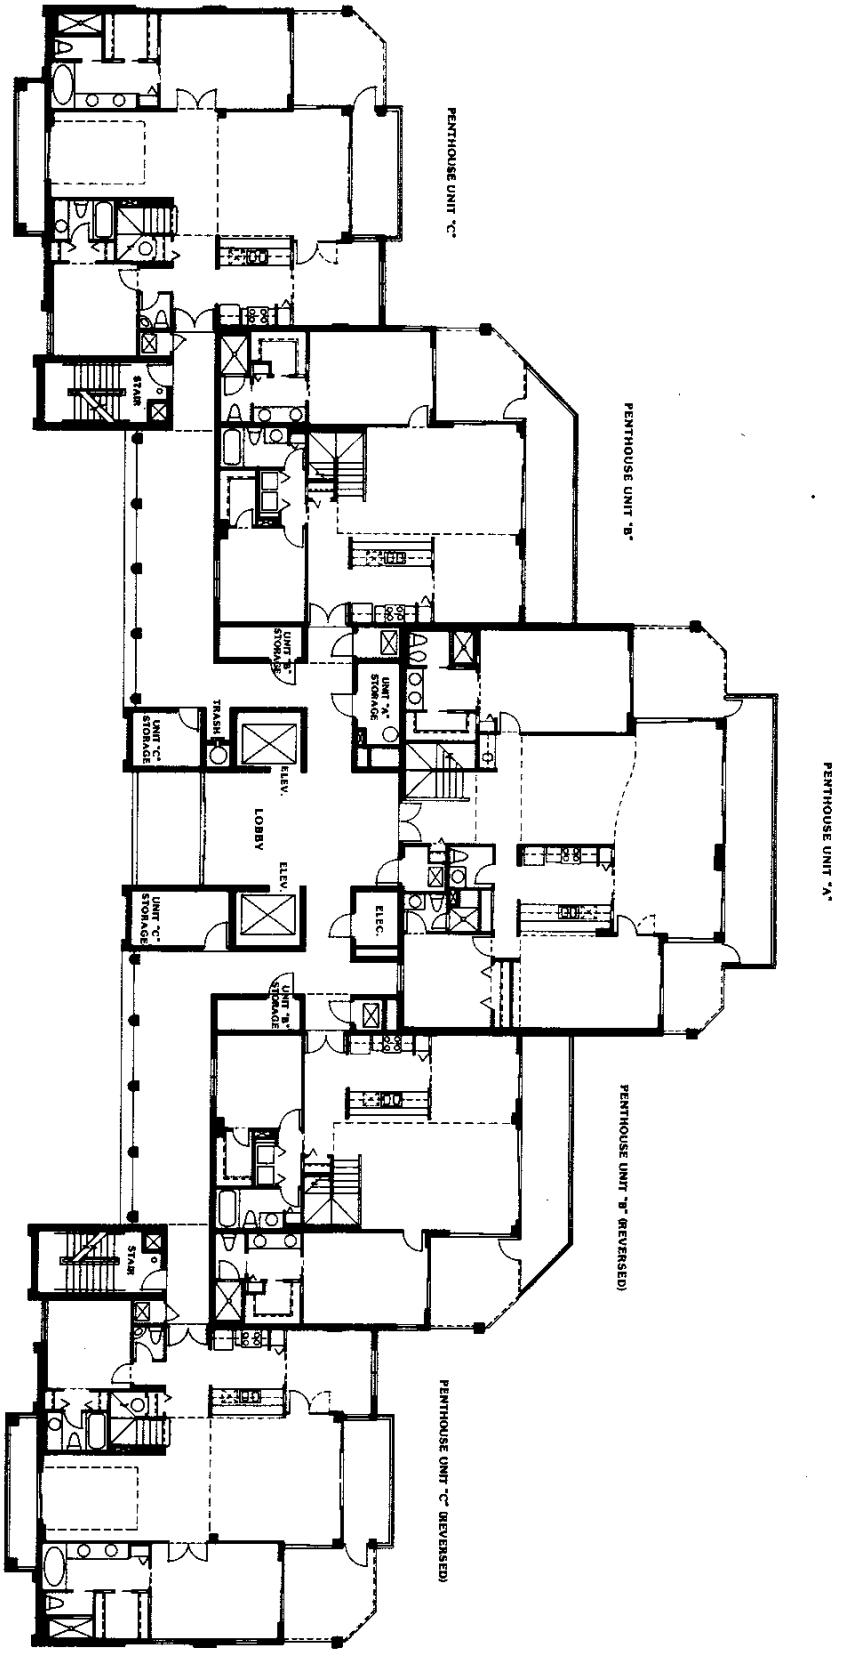 PENTHOUSE UNIT "C"
STAIR
PENTHOUSE UNIT "B"
UNIT "B"
STORAGE
UNIT "A"
STORAGE
TRASH
UNIT "C"
STORAGE
ELEV.
LOBBY
PENTHOUSE UNIT "A"
ELEV.
UNIT "C"
STORAGE
ELEC.
UNIT "B"
STORAGE
PENTHOUSE UNIT "B" (REVERSED)
STAIR
PENTHOUSE UNIT "C" (REVERSED)